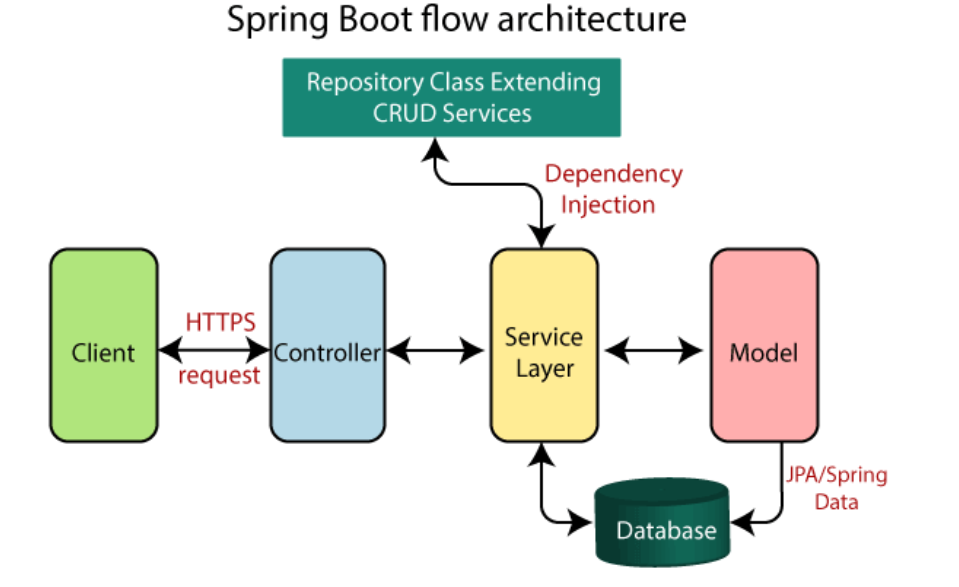 Spring Boot flow architecture
Repository Class Extending
CRUD Services
Dependency
Injection
Client
HTTPS
request
Controller
Service
Layer
Model
JPA/Spring
Data
Database